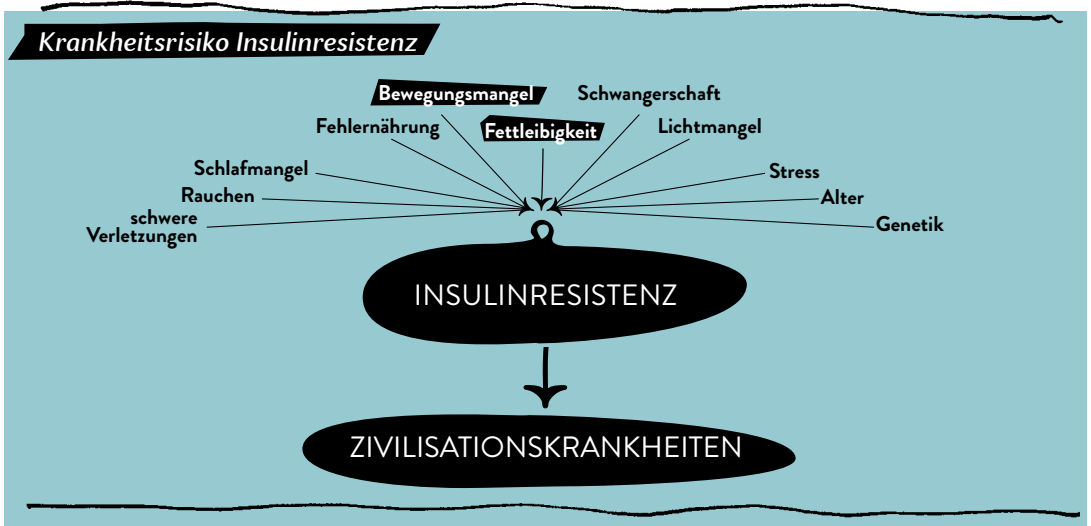 Krankheitsrisiko Insulinresistenz
Bewegungsmangel
Schwangerschaft
Fehlernährung
Fettleibigkeit
Lichtmangel
Schlafmangel
Stress
Rauchen
Alter
schwere
Verletzungen
Genetik
INSULINRESISTENZ
ZIVILISATIONSKRANKHEITEN